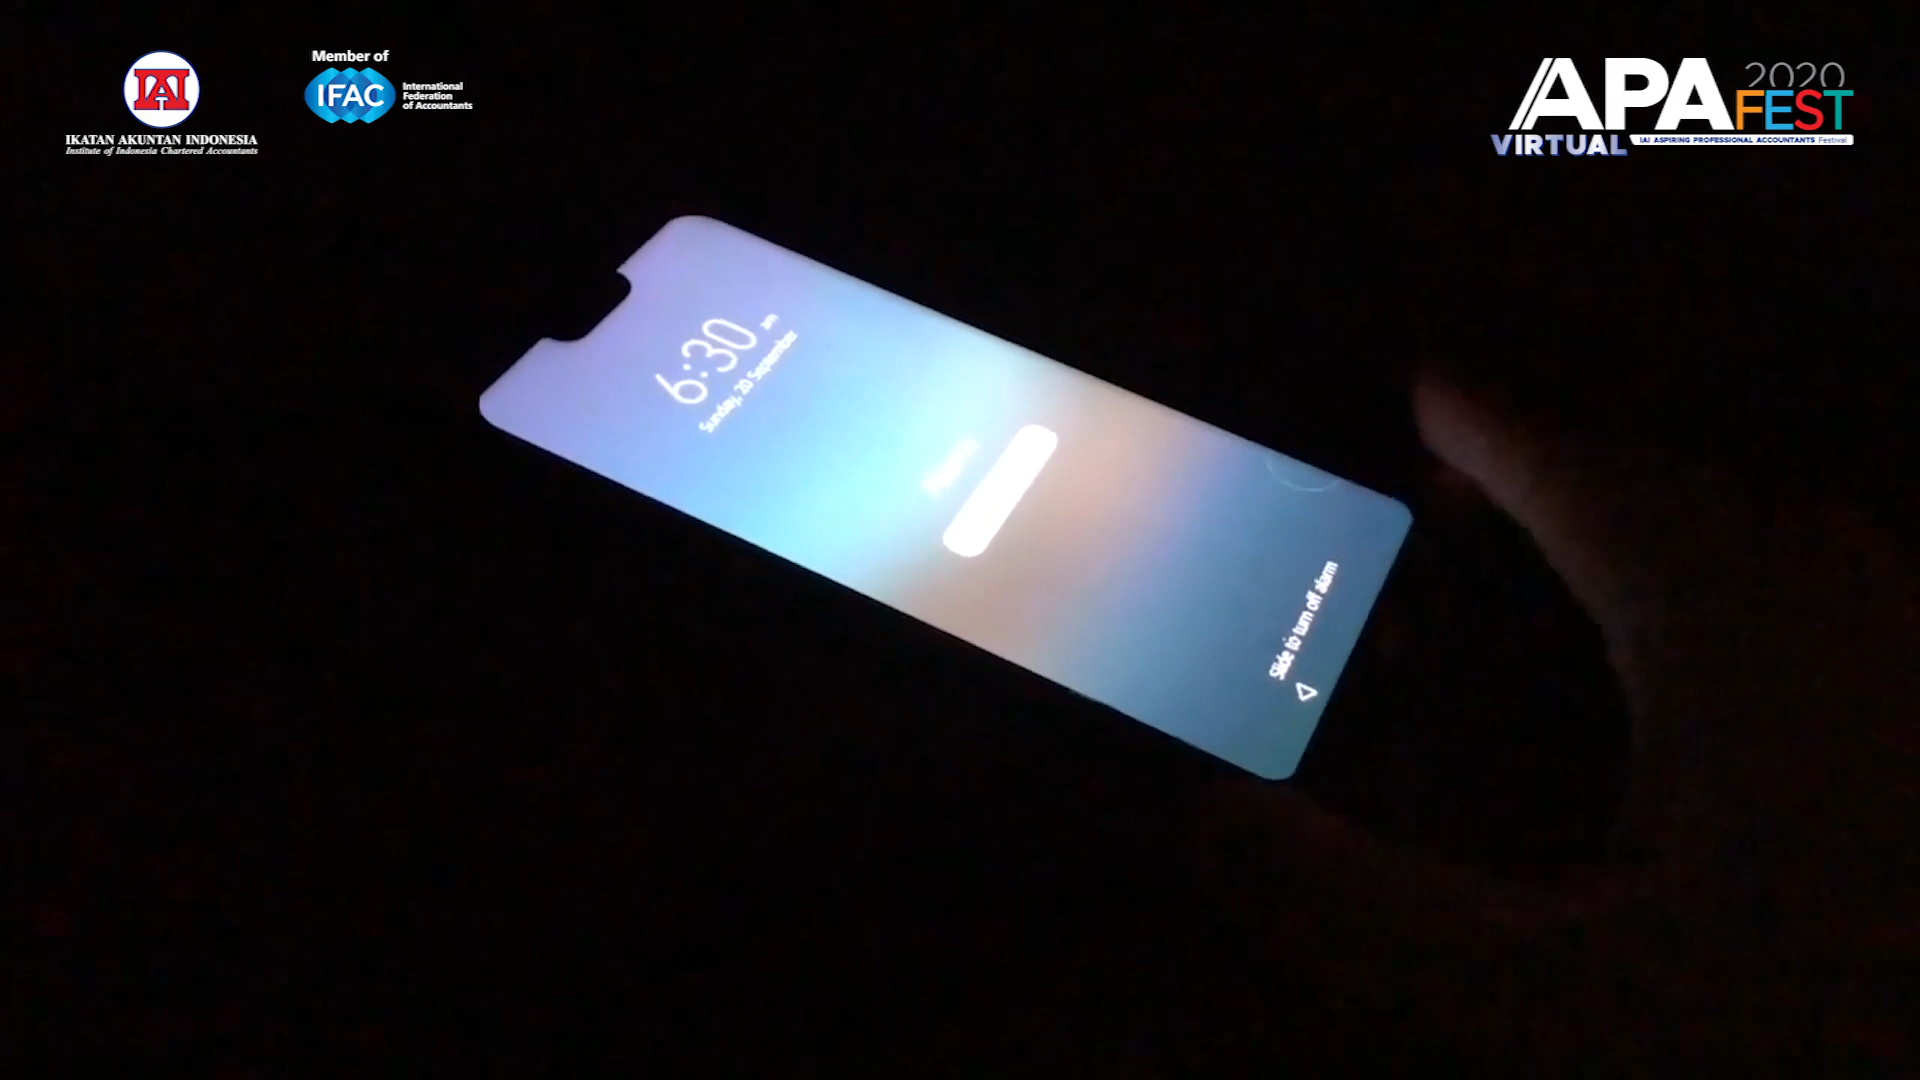 IAI
IKATAN AKUNTAN INDONESIA
Institute of Indonesia Chartered Accountants
Member of
IFAC
International
Federation
of Accountants
APA
2020
FEST
VIRTUAL
IAI ASPIRING PROFESSIONAL ACCOUNTANTS Festival
6:30 am
Sunday, 20 September
Slide to turn off alarm